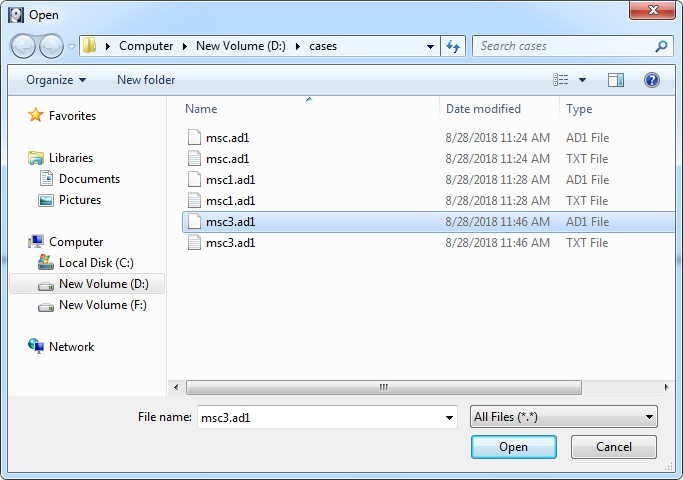 Open
Computer New Volume (D:) cases Search cases
Organize New folder
Name Date modified Type
msc.ad1 8/28/2018 11:24 AM AD1 File
msc.ad1 8/28/2018 11:24 AM TXT File
msc1.ad1 8/28/2018 11:28 AM AD1 File
msc1.ad1 8/28/2018 11:28 AM TXT File
msc3.ad1 8/28/2018 11:46 AM AD1 File
msc3.ad1 8/28/2018 11:46 AM TXT File
Favorites
Libraries
Documents
Pictures
Computer
Local Disk (C:)
New Volume (D:)
New Volume (F:)
Network
File name: msc3.ad1 All Files (*.*)
Open Cancel